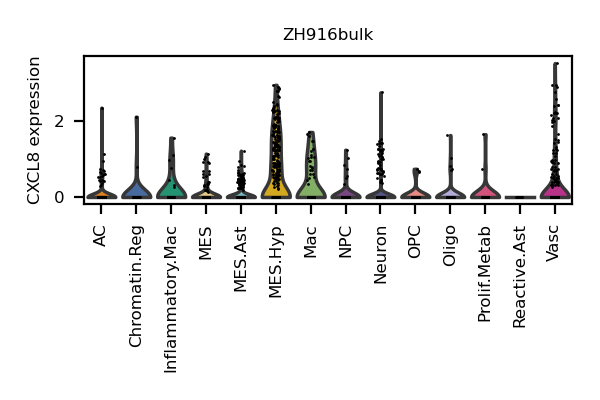 ZH916bulk
CXCL8 expression
2
0
AC
Chromatin.Reg
Inflammatory.Mac
MES
MES.Ast
MES.Hyp
Mac
NPC
Neuron
OPC
Oligo
Prolif.Metab
Reactive.Ast
Vasc